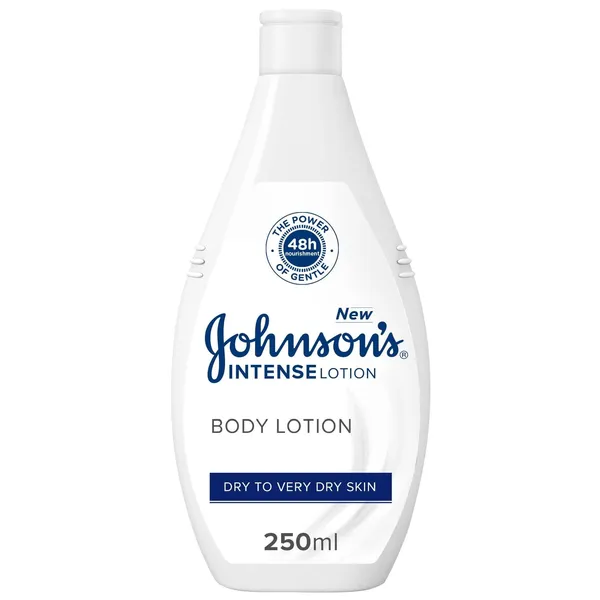 THE POWER
48h
nourishment
OF GENTLE
New
Johnson's®
INTENSE LOTION
BODY LOTION
DRY TO VERY DRY SKIN
250ml